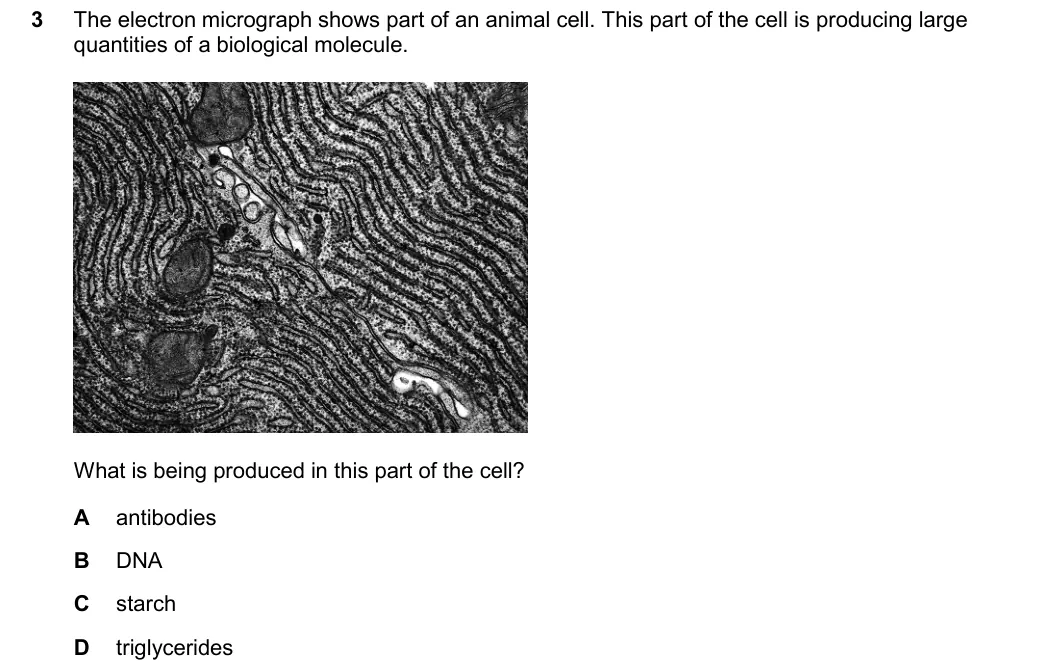 3 The electron micrograph shows part of an animal cell. This part of the cell is producing large
quantities of a biological molecule.
What is being produced in this part of the cell?
A antibodies
B DNA
C starch
D triglycerides